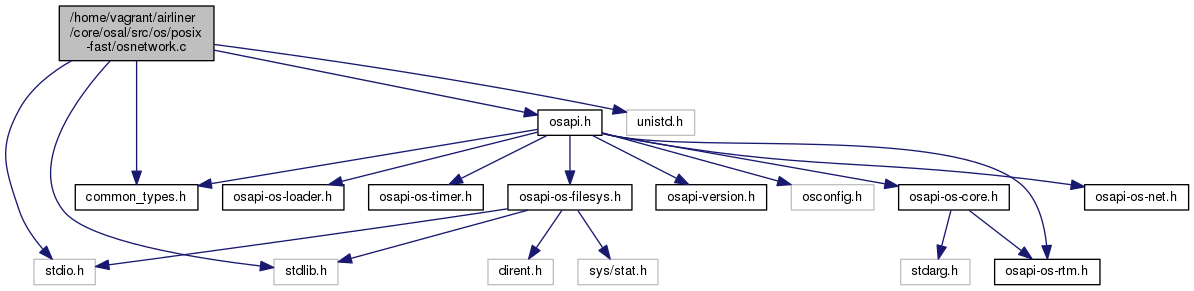 /home/vagrant/airliner
/core/osal/src/os/posix
-fast/osnetwork.c
osapi.h
unistd.h
common_types.h
osapi-os-loader.h
osapi-os-timer.h
osapi-os-filesys.h
osapi-version.h
osconfig.h
osapi-os-core.h
osapi-os-net.h
stdio.h
stdlib.h
dirent.h
sys/stat.h
stdarg.h
osapi-os-rtm.h